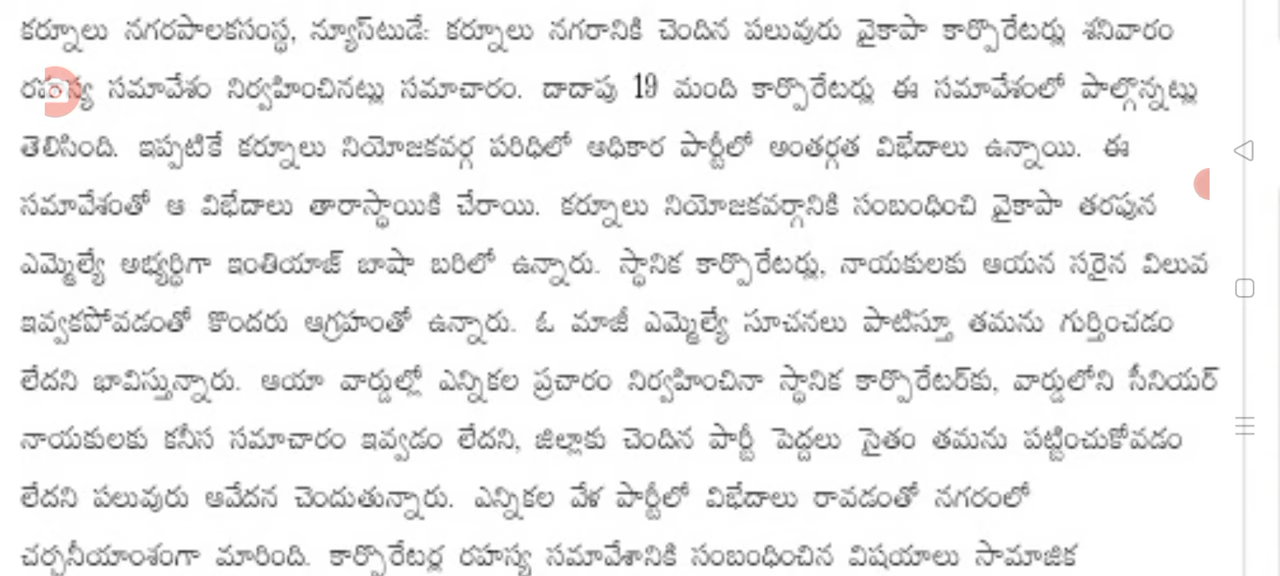 కర్నూలు నగరపాలకసంస్థ, న్యూస్‌టుడే: కర్నూలు నగరానికి చెందిన పలువురు వైకాపా కార్పొరేటర్లు శనివారం
రహస్య సమావేశం నిర్వహించినట్లు సమాచారం. దాదాపు 19 మంది కార్పొరేటర్లు ఈ సమావేశంలో పాల్గొన్నట్లు
తెలిసింది. ఇప్పటికే కర్నూలు నియోజకవర్గ పరిధిలో అధికార పార్టీలో అంతర్గత విభేదాలు ఉన్నాయి. ఈ
సమావేశంతో ఆ విభేదాలు తారాస్థాయికి చేరాయి. కర్నూలు నియోజకవర్గానికి సంబంధించి వైకాపా తరపున
ఎమ్మెల్యే అభ్యర్థిగా ఇంతియాజ్ బాషా బరిలో ఉన్నారు. స్థానిక కార్పొరేటర్లు, నాయకులకు ఆయన సరైన విలువ
ఇవ్వకపోవడంతో కొందరు ఆగ్రహంతో ఉన్నారు. ఓ మాజీ ఎమ్మెల్యే సూచనలు పాటిస్తూ తమను గుర్తించడం
లేదని భావిస్తున్నారు. ఆయా వార్డుల్లో ఎన్నికల ప్రచారం నిర్వహించినా స్థానిక కార్పొరేటర్‌కు, వార్డులోని సీనియర్
నాయకులకు కనీస సమాచారం ఇవ్వడం లేదని, జిల్లాకు చెందిన పార్టీ పెద్దలు సైతం తమను పట్టించుకోవడం
లేదని పలువురు ఆవేదన చెందుతున్నారు. ఎన్నికల వేళ పార్టీలో విభేదాలు రావడంతో నగరంలో
చర్చనీయాంశంగా మారింది. కార్పొరేటర్ల రహస్య సమావేశానికి సంబంధించిన విషయాలు సామాజిక